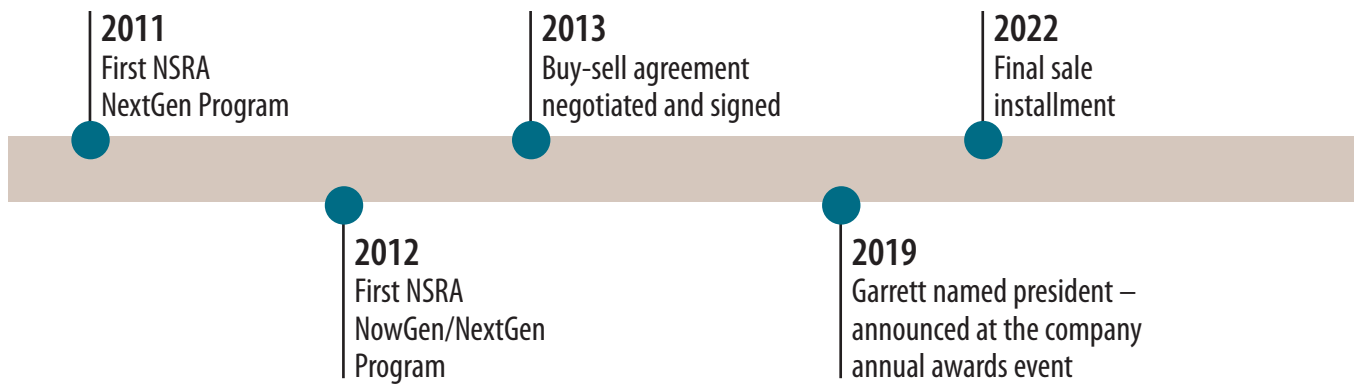 2011
First NSRA
NextGen Program
2012
First NSRA
NowGen/NextGen
Program
2013
Buy-sell agreement
negotiated and signed
2019
Garrett named president –
announced at the company
annual awards event
2022
Final sale
installment